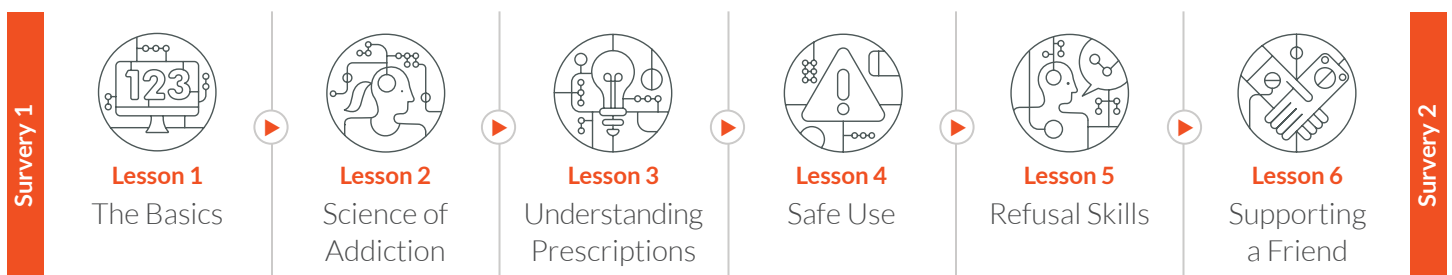 Survery 1
123
Lesson 1
The Basics
Lesson 2
Science of
Addiction
Lesson 3
Understanding
Prescriptions
Lesson 4
Safe Use
Lesson 5
Refusal Skills
Lesson 6
Supporting
a Friend
Survery 2